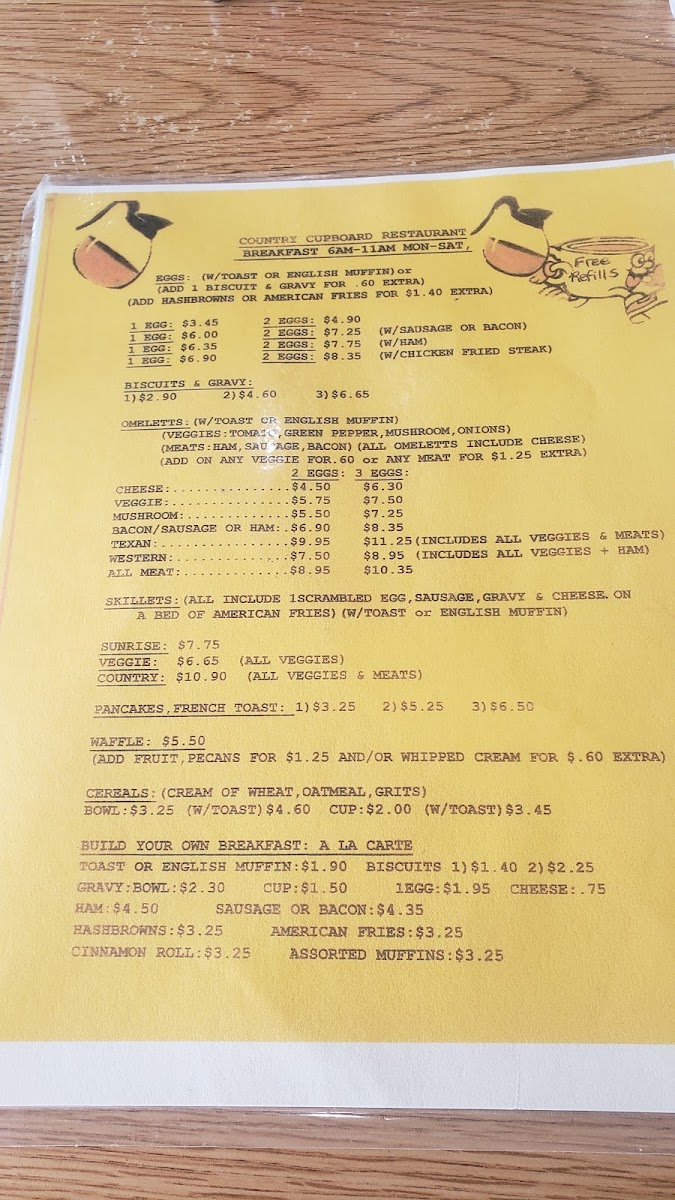 COUNTRY CUPBOARD RESTAURANT
BREAKFAST 6AM-11AM MON-SAT,
Free
Refills
EGGS: (W/TOAST OR ENGLISH MUFFIN) or
(ADD 1 BISCUIT & GRAVY FOR .60 EXTRA)
(ADD HASHBROWNS OR AMERICAN FRIES FOR $1.40 EXTRA)
1 EGG: $3.45 2 EGGS: $4.90
1 EGG: $6.00 2 EGGS: $7.25 (W/SAUSAGE OR BACON)
1 EGG: $6.35 2 EGGS: $7.75 (W/HAM)
1 EGG: $6.90 2 EGGS: $8.35 (W/CHICKEN FRIED STEAK)
BISCUITS & GRAVY:
1)$2.90 2)$4.60 3)$6.65
OMELETTS: (W/TOAST OR ENGLISH MUFFIN)
(VEGGIES:TOMATO,GREEN PEPPER,MUSHROOM,ONIONS)
(MEATS:HAM,SAUSAGE,BACON) (ALL OMELETTS INCLUDE CHEESE)
(ADD ON ANY VEGGIE FOR.60 or ANY MEAT FOR $1.25 EXTRA)
2 EGGS: 3 EGGS:
CHEESE:...............$4.50 $6.30
VEGGIE:...............$5.75 $7.50
MUSHROOM:.............$5.50 $7.25
BACON/SAUSAGE OR HAM:.$6.90 $8.35
TEXAN:................$9.95 $11.25(INCLUDES ALL VEGGIES & MEATS)
WESTERN:..............$7.50 $8.95 (INCLUDES ALL VEGGIES + HAM)
ALL MEAT:.............$8.95 $10.35
SKILLETS:(ALL INCLUDE 1SCRAMBLED EGG,SAUSAGE,GRAVY & CHEESE. ON
A BED OF AMERICAN FRIES)(W/TOAST or ENGLISH MUFFIN)
SUNRISE: $7.75
VEGGIE: $6.65 (ALL VEGGIES)
COUNTRY: $10.90 (ALL VEGGIES & MEATS)
PANCAKES,FRENCH TOAST: 1)$3.25 2)$5.25 3)$6.50
WAFFLE: $5.50
(ADD FRUIT,PECANS FOR $1.25 AND/OR WHIPPED CREAM FOR $.60 EXTRA)
CEREALS:(CREAM OF WHEAT,OATMEAL,GRITS)
BOWL:$3.25 (W/TOAST)$4.60 CUP:$2.00 (W/TOAST)$3.45
BUILD YOUR OWN BREAKFAST: A LA CARTE
TOAST OR ENGLISH MUFFIN:$1.90 BISCUITS 1)$1.40 2)$2.25
GRAVY:BOWL:$2.30 CUP:$1.50 1EGG:$1.95 CHEESE:.75
HAM:$4.50 SAUSAGE OR BACON:$4.35
HASHBROWNS:$3.25 AMERICAN FRIES:$3.25
CINNAMON ROLL:$3.25 ASSORTED MUFFINS:$3.25